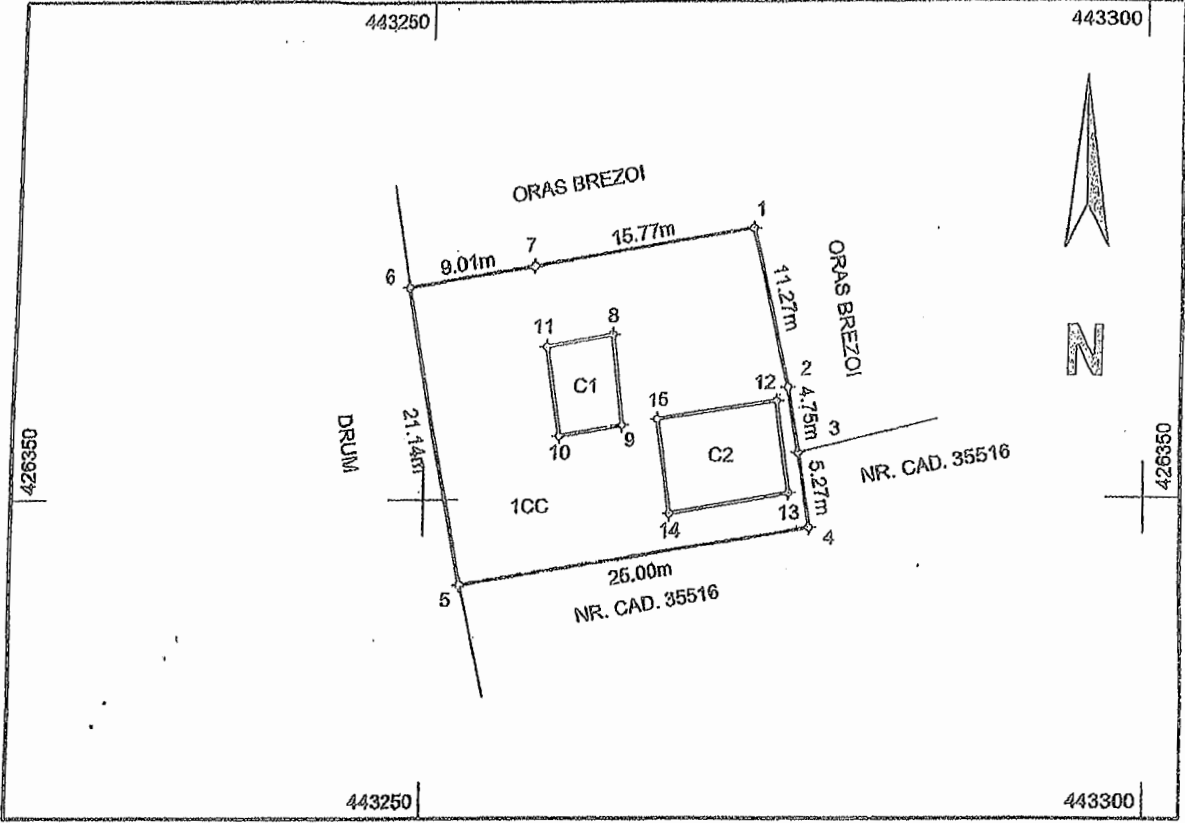 443250
443300
ORAS BREZOI
1
15.77m
7
9.01m
6
ORAS BREZOI
11.27m
N
8
11
C1
2
12
4.75m
15
3
DRUM
21.14m
9
10
C2
NR. CAD. 35516
426350
426350
5.27m
1CC
13
14
4
25.00m
5
NR. CAD. 35516
443250
443300